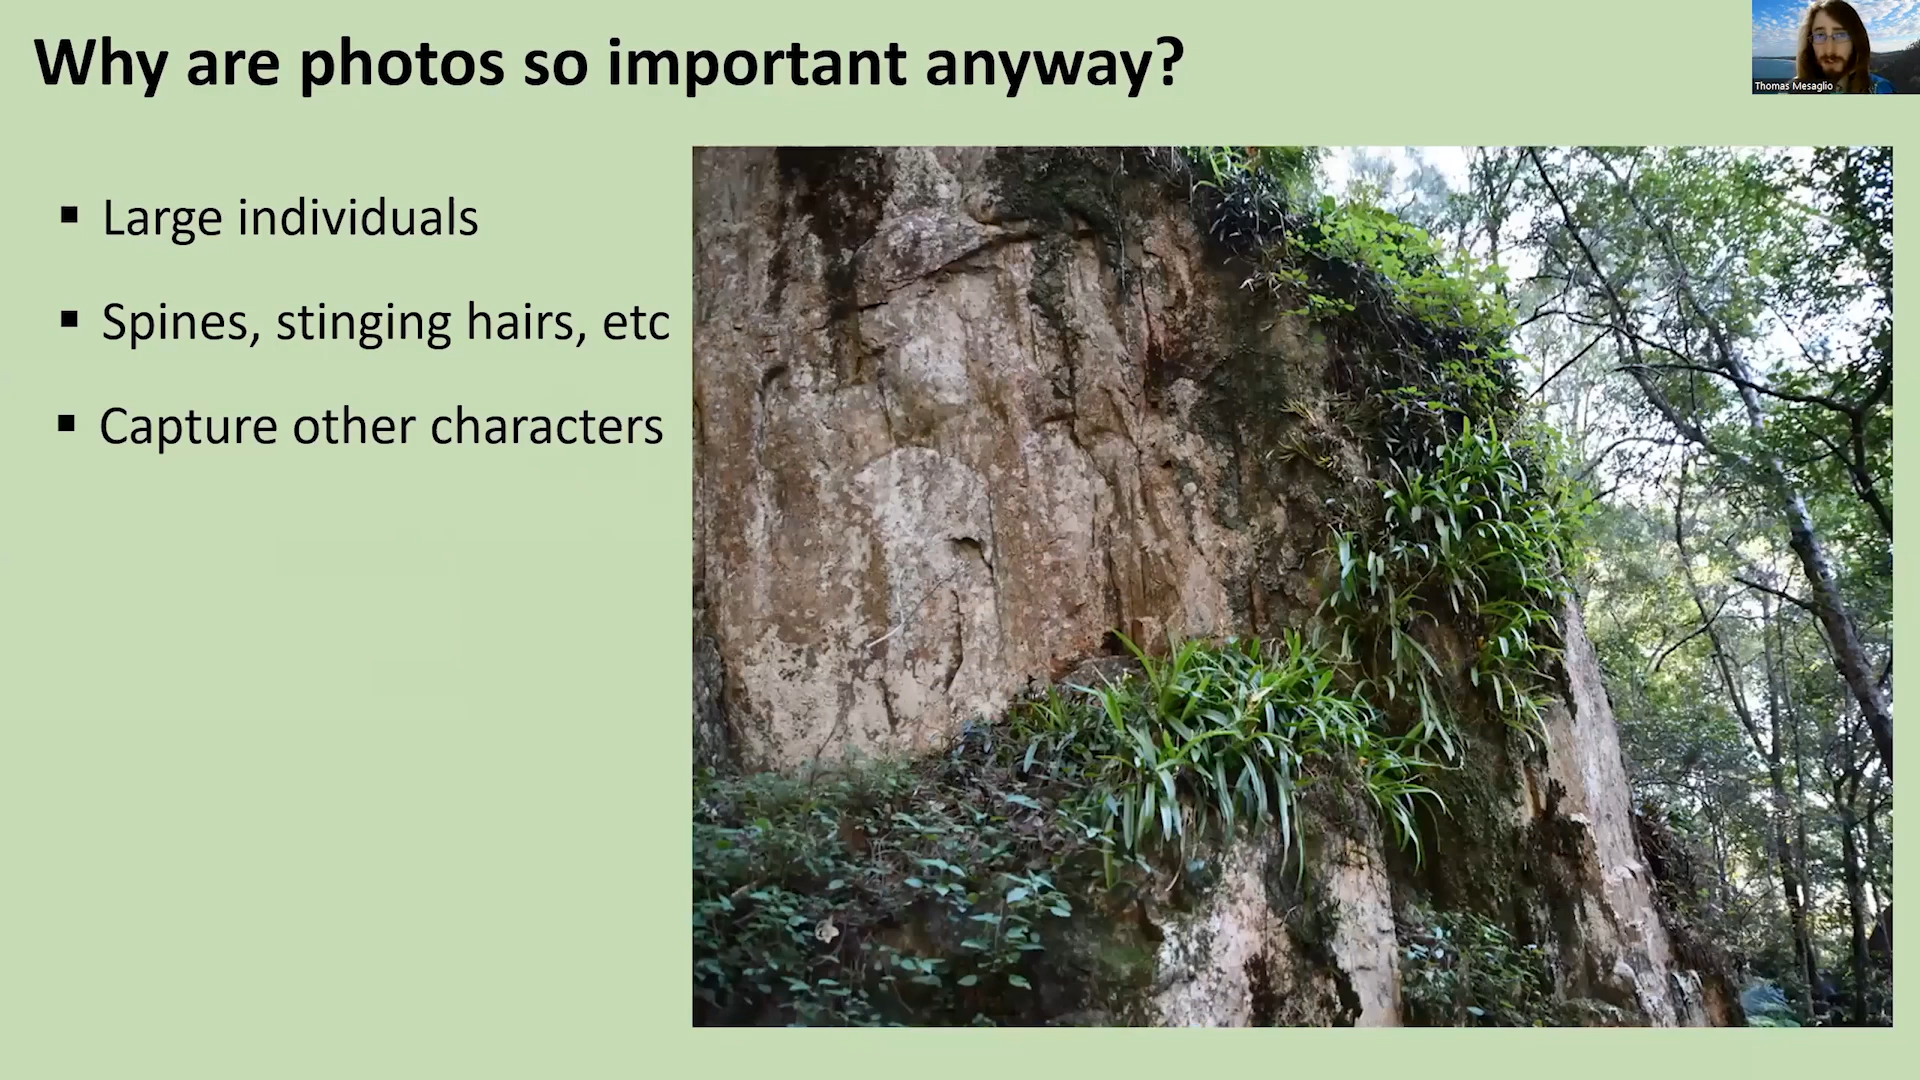 Why are photos so important anyway?
Thomas Mesaglio
▪ Large individuals
▪ Spines, stinging hairs, etc
▪ Capture other characters